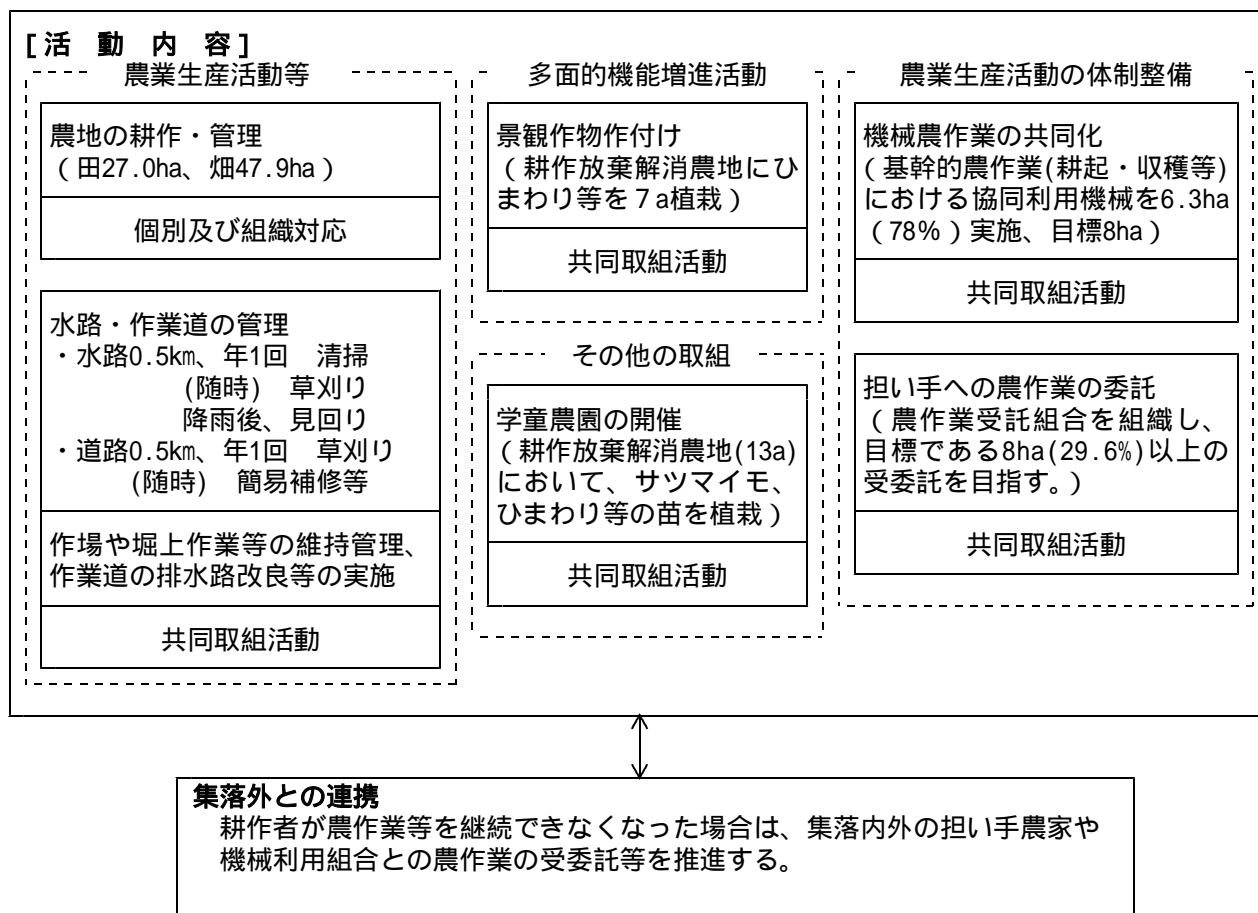 [活 動 内 容]
農業生産活動等
農地の耕作・管理
（田27.0ha、畑47.9ha）
個別及び組織対応
水路・作業道の管理
・水路0.5㎞、年1回 清掃
(随時) 草刈り
降雨後、見回り
・道路0.5㎞、年1回 草刈り
(随時) 簡易補修等
作場や堀上作業等の維持管理、
作業道の排水路改良等の実施
共同取組活動
多面的機能増進活動
景観作物作付け
（耕作放棄解消農地にひ
まわり等を７a植栽）
共同取組活動
その他の取組
学童農園の開催
（耕作放棄解消農地(13a)
において、サツマイモ、
ひまわり等の苗を植栽）
共同取組活動
農業生産活動の体制整備
機械農作業の共同化
（基幹的農作業(耕起・収穫等)
における協同利用機械を6.3ha
（78％）実施、目標8ha）
共同取組活動
担い手への農作業の委託
（農作業受託組合を組織し、
目標である8ha(29.6%)以上の
受委託を目指す。）
共同取組活動
集落外との連携
耕作者が農作業等を継続できなくなった場合は、集落内外の担い手農家や
機械利用組合との農作業の受委託等を推進する。